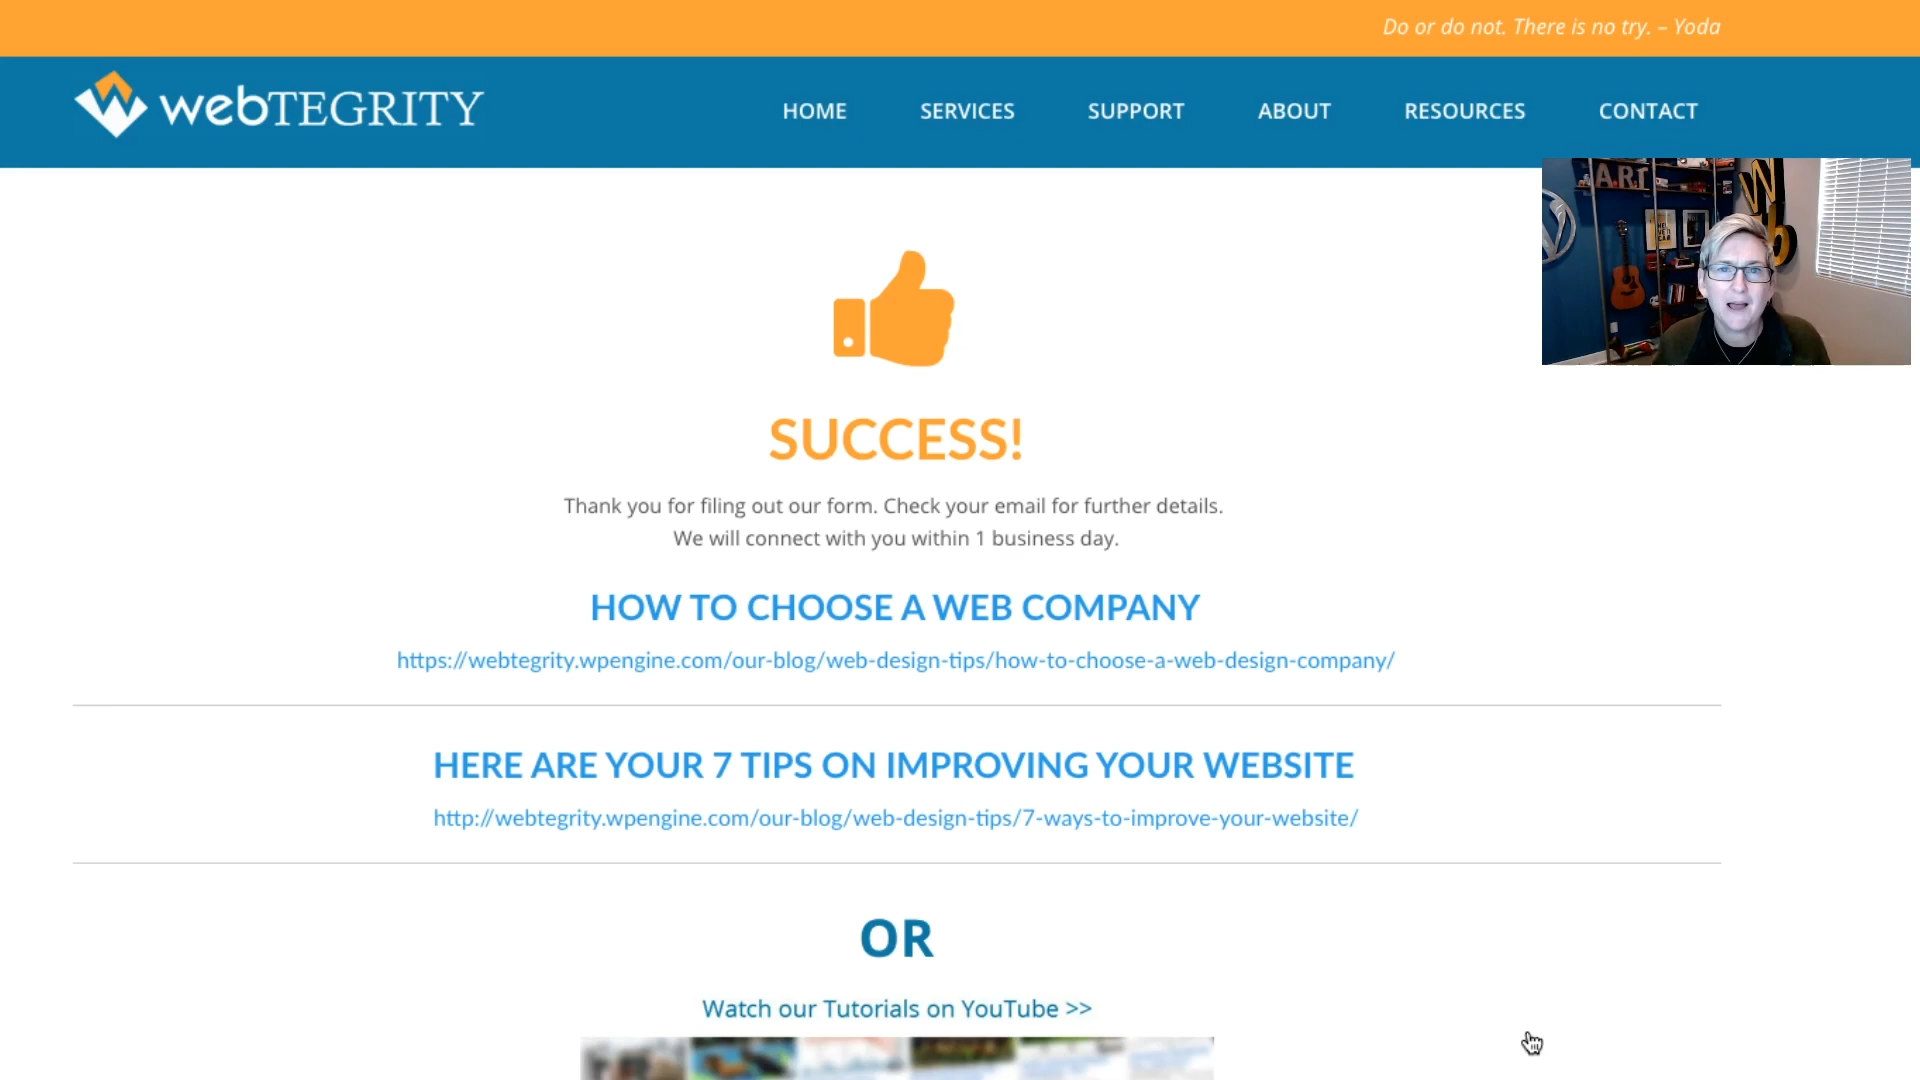 Do or do not. There is no try. – Yoda
webTEGRITY
HOME SERVICES SUPPORT ABOUT RESOURCES CONTACT
ART
W
b
SUCCESS!
Thank you for filing out our form. Check your email for further details.
We will connect with you within 1 business day.
HOW TO CHOOSE A WEB COMPANY
https://webtegrity.wpengine.com/our-blog/web-design-tips/how-to-choose-a-web-design-company/
HERE ARE YOUR 7 TIPS ON IMPROVING YOUR WEBSITE
http://webtegrity.wpengine.com/our-blog/web-design-tips/7-ways-to-improve-your-website/
OR
Watch our Tutorials on YouTube >>